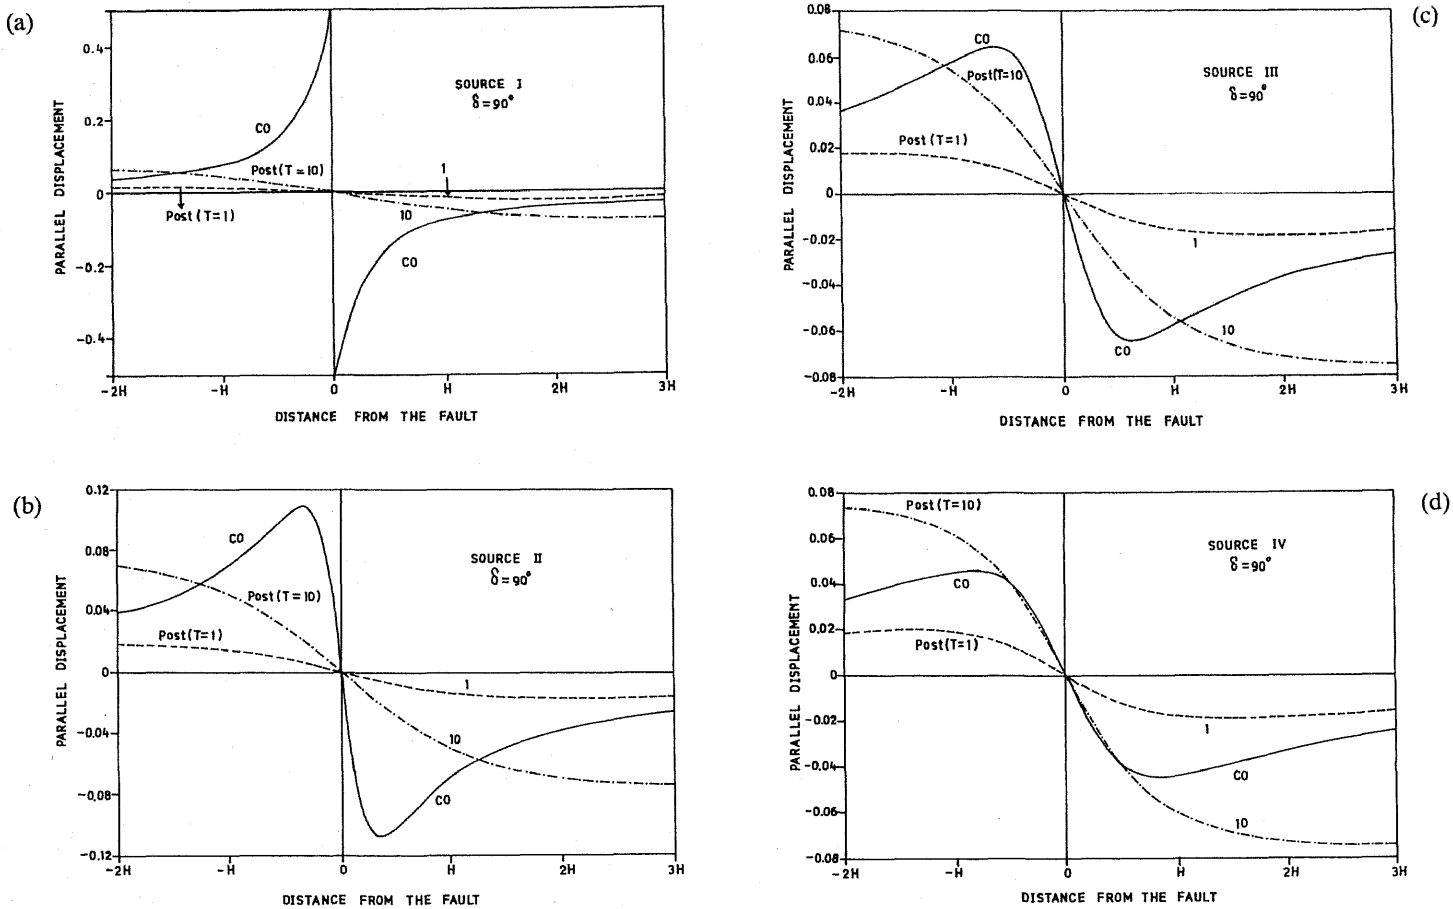 (a)
PARALLEL DISPLACEMENT
0.4
0.2
0
-0.2
-0.4
SOURCE I
δ=90°
CO
Post(T=10)
1
Post(T=1)
10
CO
-2H -H 0 H 2H 3H
DISTANCE FROM THE FAULT
(c)
PARALLEL DISPLACEMENT
0.08
0.06
0.04
0.02
0
-0.02
-0.04
-0.06
-0.08
CO
Post(T=10
SOURCE III
δ=90°
Post(T=1)
1
10
CO
-2H -H 0 H 2H 3H
DISTANCE FROM THE FAULT
(b)
PARALLEL DISPLACEMENT
0.12
0.08
0.04
0
-0.04
-0.08
-0.12
CO
SOURCE II
δ=90°
Post(T=10)
Post(T=1)
1
10
CO
-2H -H 0 H 2H 3H
DISTANCE FROM THE FAULT
(d)
PARALLEL DISPLACEMENT
0.08
0.06
0.04
0.02
0
-0.02
-0.04
-0.06
-0.08
Post(T=10)
SOURCE IV
δ=90°
CO
Post(T=1)
1
CO
10
-2H -H 0 H 2H 3H
DISTANCE FROM THE FAULT